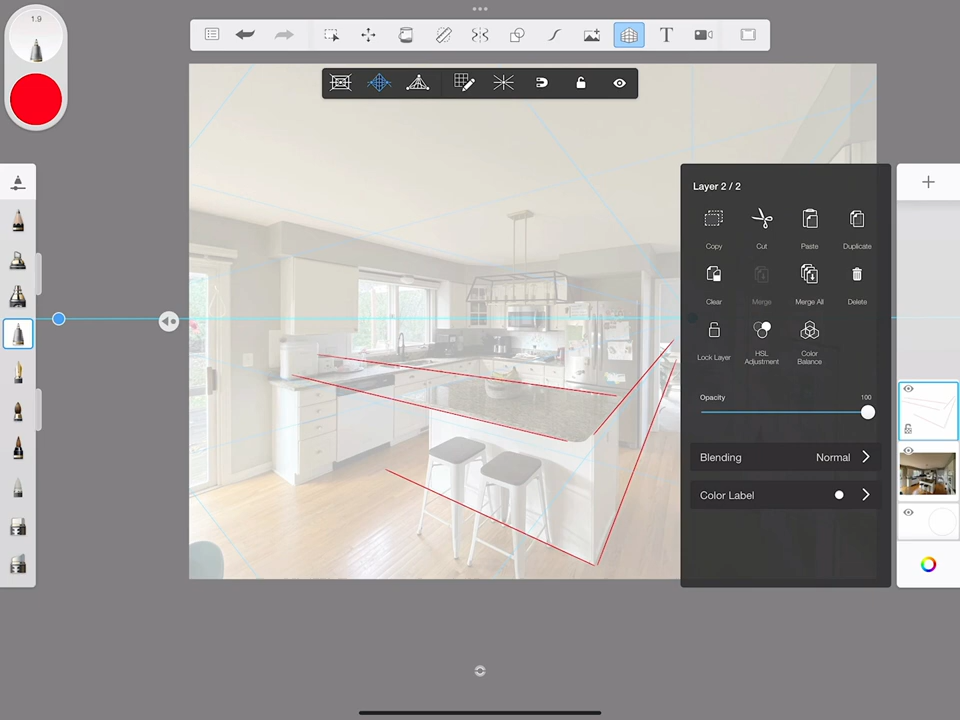 1.9
T
Layer 2 / 2
Copy
Cut
Paste
Duplicate
Clear
Merge
Merge All
Delete
Lock Layer
HSL
Adjustment
Color
Balance
Opacity
100
Blending
Normal
Color Label